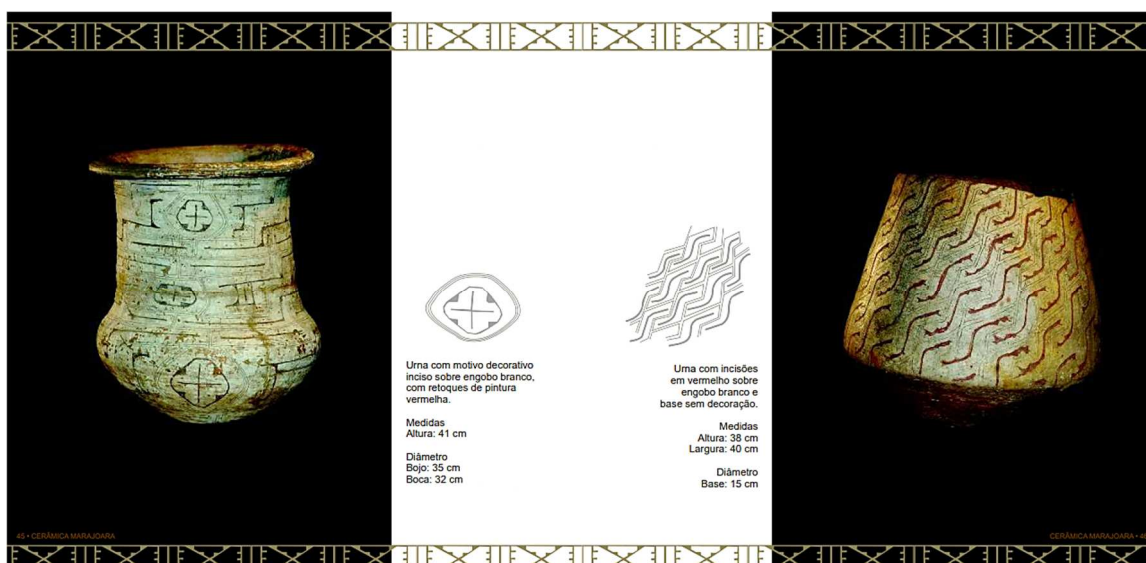 Urna com motivo decorativo
inciso sobre engobo branco,
com retoques de pintura
vermelha.
Medidas
Altura: 41 cm
Diâmetro
Bojo: 35 cm
Boca: 32 cm
Urna com incisões
em vermelho sobre
engobo branco e
base sem decoração.
Medidas
Altura: 38 cm
Largura: 40 cm
Diâmetro
Base: 15 cm
45 • CERÂMICA MARAJOARA
CERÂMICA MARAJOARA •